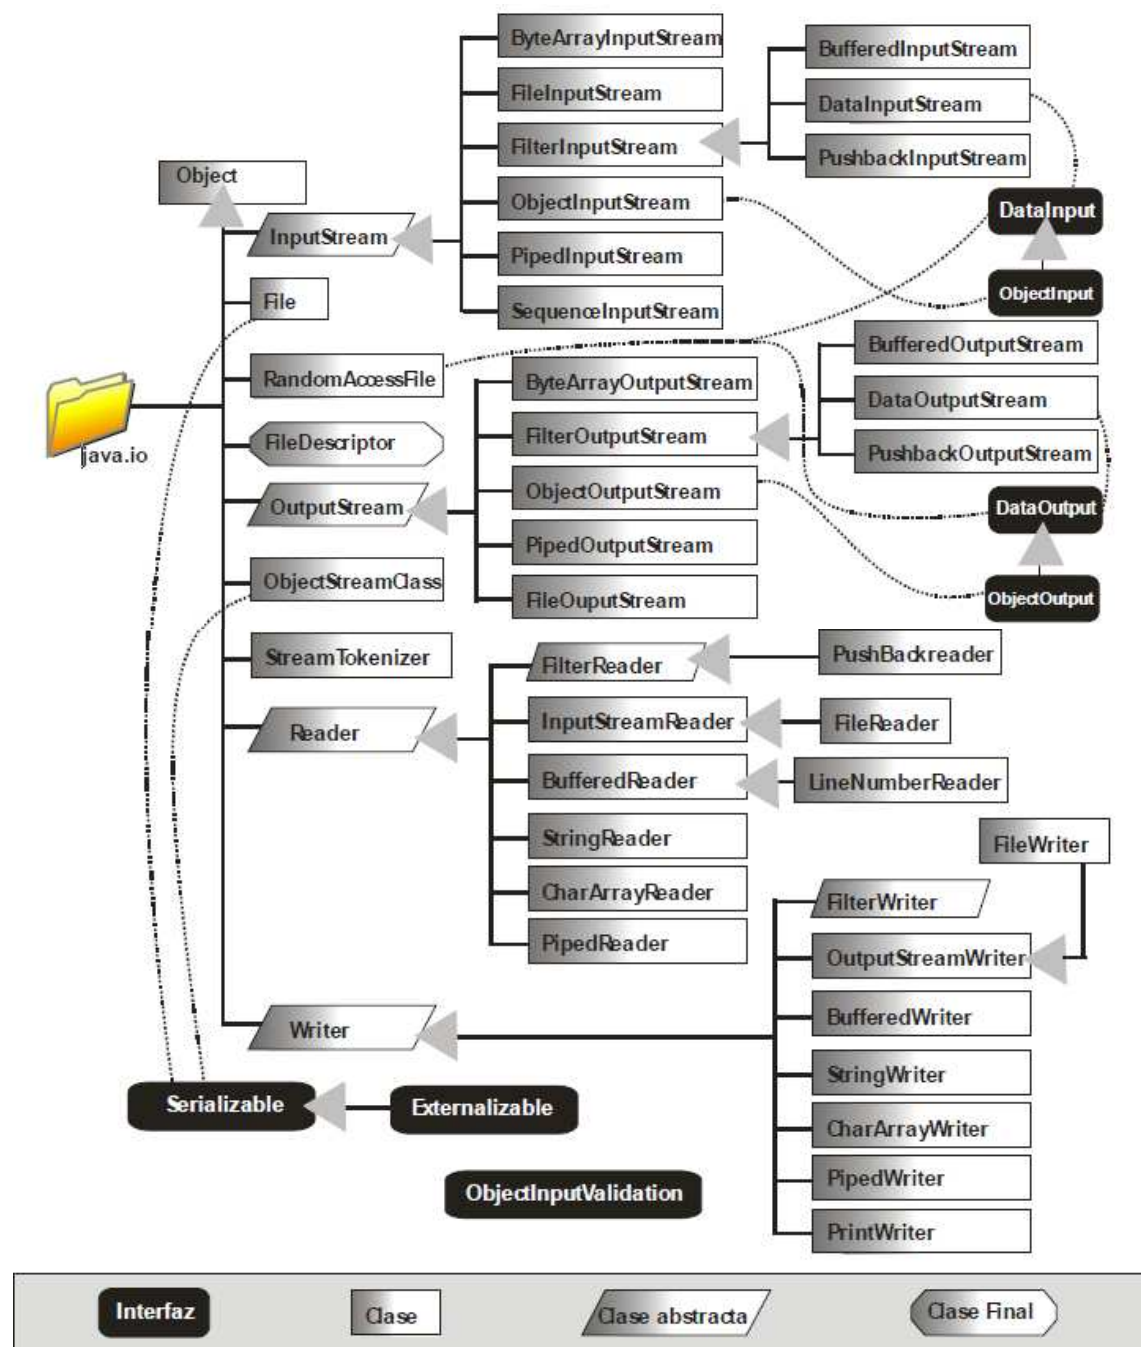 ByteArrayInputStream
FileInputStream
FilterInputStream
ObjectInputStream
PipedInputStream
SequenceInputStream
BufferedInputStream
DataInputStream
PushbackInputStream
Object
InputStream
File
RandomAccessFile
FileDescriptor
OutputStream
ObjectStreamClass
StreamTokenizer
Reader
Writer
java.io
DataInput
ObjectInput
ByteArrayOutputStream
FilterOutputStream
ObjectOutputStream
PipedOutputStream
FileOuputStream
BufferedOutputStream
DataOutputStream
PushbackOutputStream
DataOutput
ObjectOutput
FilterReader
InputStreamReader
BufferedReader
StringReader
CharArrayReader
PipedReader
PushBackreader
FileReader
LineNumberReader
FileWriter
FilterWriter
OutputStreamWriter
BufferedWriter
StringWriter
CharArrayWriter
PipedWriter
PrintWriter
Serializable
Externalizable
ObjectInputValidation
Interfaz
Clase
Clase abstracta
Clase Final